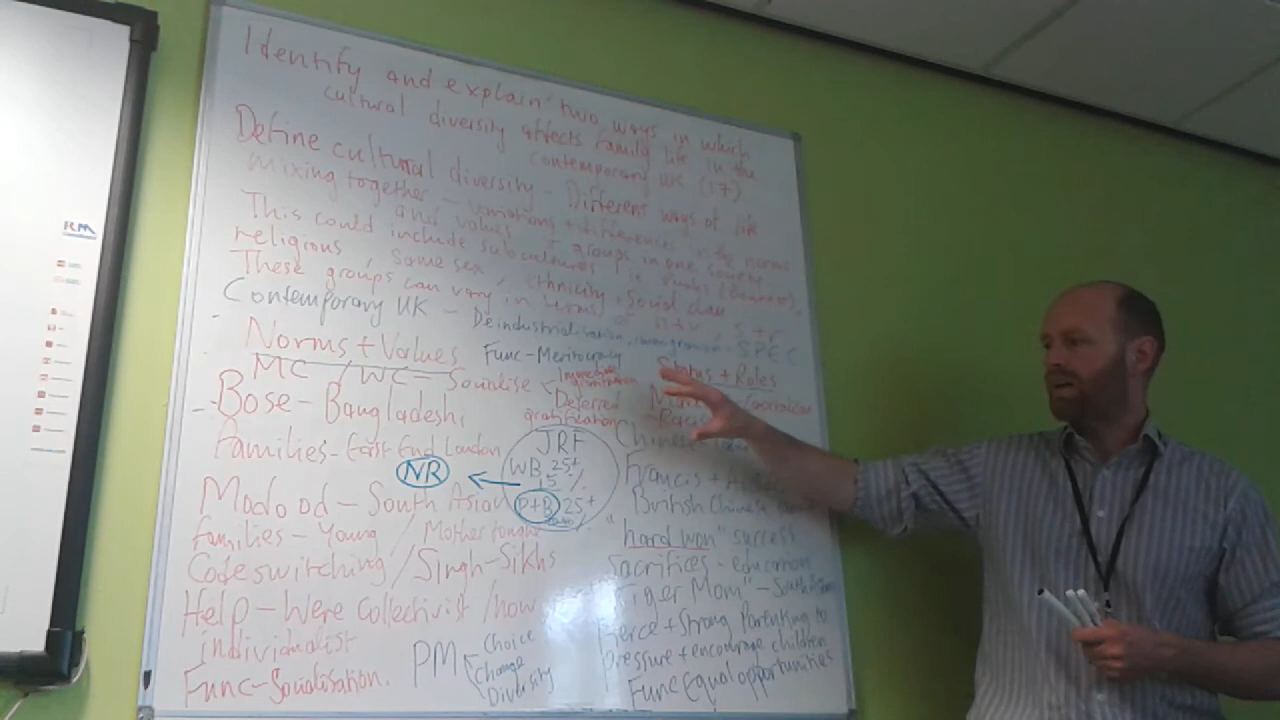 Identify and explain two ways in which
cultural diversity affects family life in the
contemporary UK (17)
Define cultural diversity - Different ways of life
mixing together - variations + differences in the norms
and values of groups in one society.
This could include subcultures i.e.
religious, same sex, ethnicity, social class
These groups can vary in terms of n+v
Contemporary UK - Deindustrialisation, immigration - SPEC
Norms + Values
Func-Meritocracy
MC / WC = Socialise
Immediate gratification
Deferred
gratification
Bose - Bangladeshi
Families - East End London
NR
JRF
WB 25+
15 %
P+B 25+
Modood - South Asian
families - Young / Mother tongue
Codeswitching / Singh-Sikhs
Help - Were collectivist / now
individualist
Func-Socialisation.
PM
Choice
Change
Diversity
Status + Roles
Chinese
Francis +
British Chinese
"hard won" success
Sacrifices - education
"Tiger Mom" - South
Fierce + Strong Parenting to
pressure + encourage children
Func Equal opportunities
RM